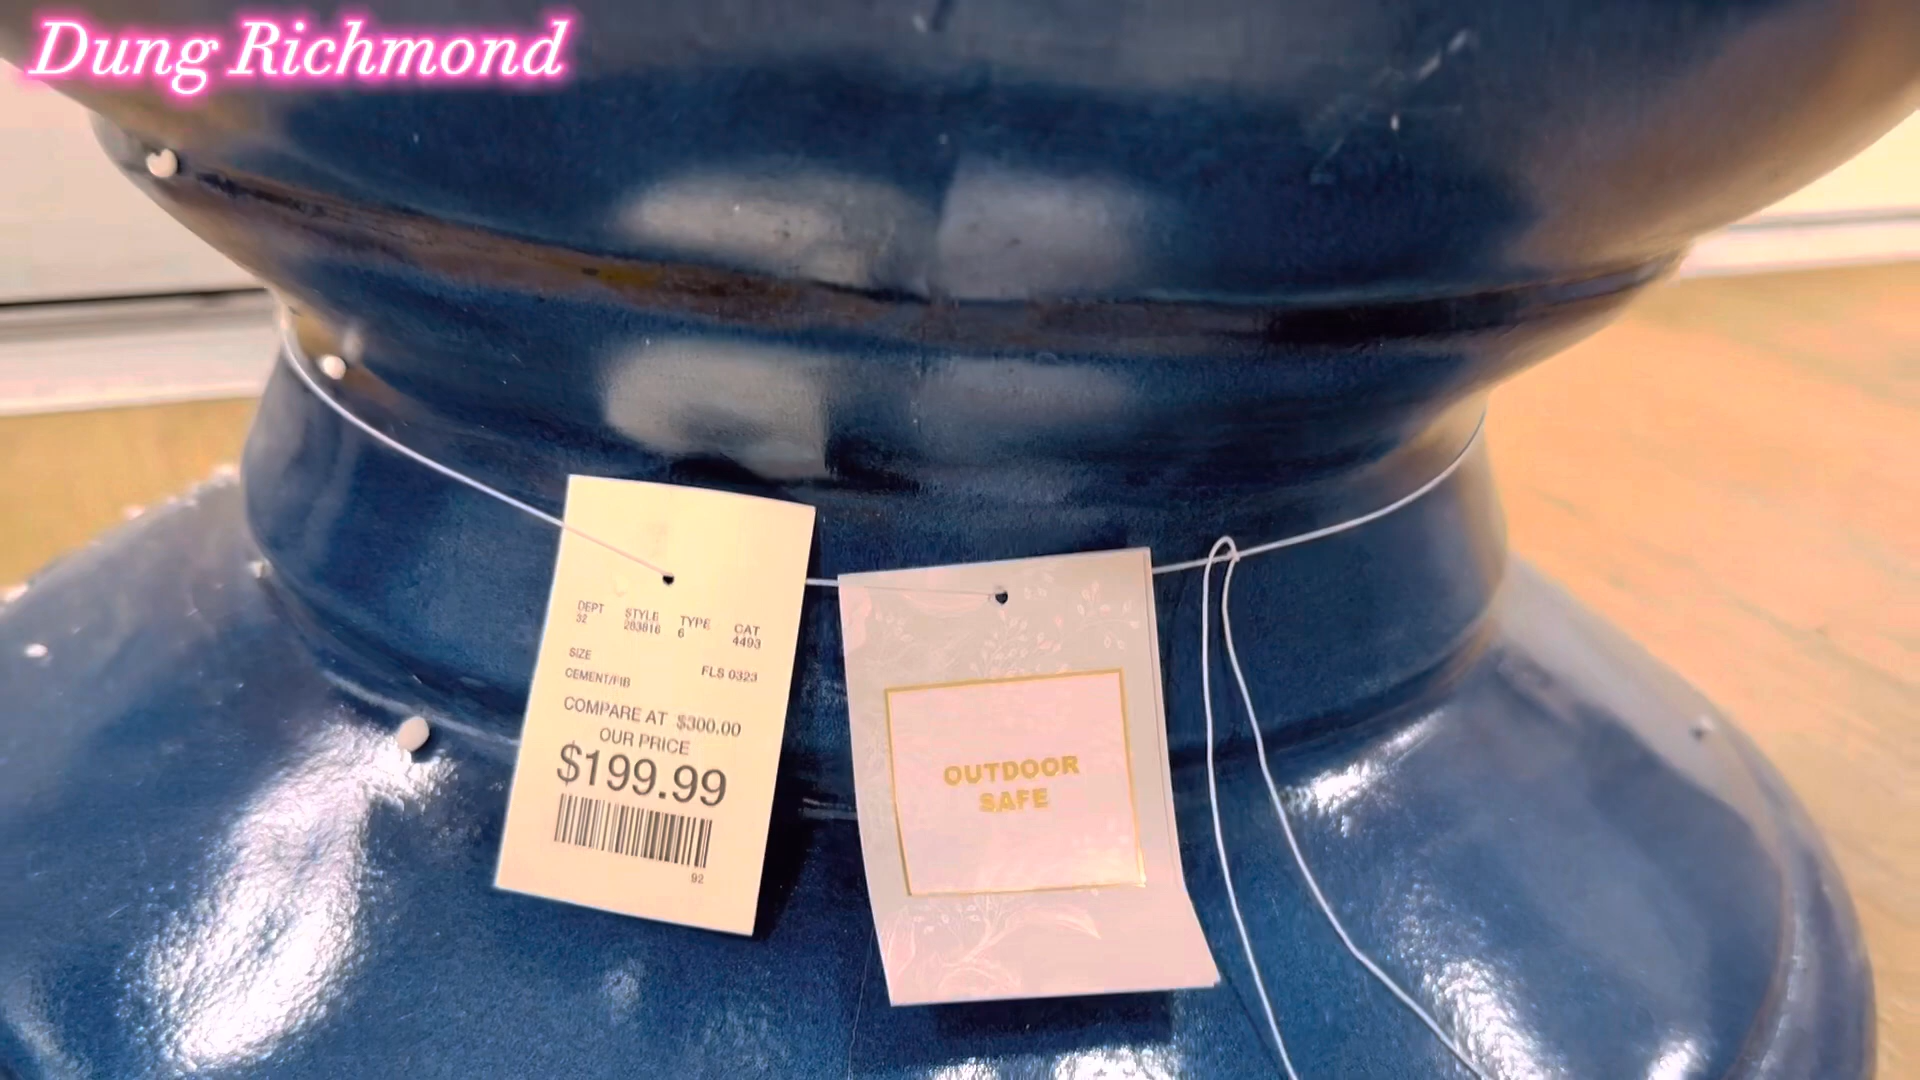 Dung Richmond
DEPT STYLE TYPE CAT
32 283816 6 4493
SIZE
CEMENT/FIB FLS 0323
COMPARE AT $300.00
OUR PRICE
$199.99
92
OUTDOOR
SAFE